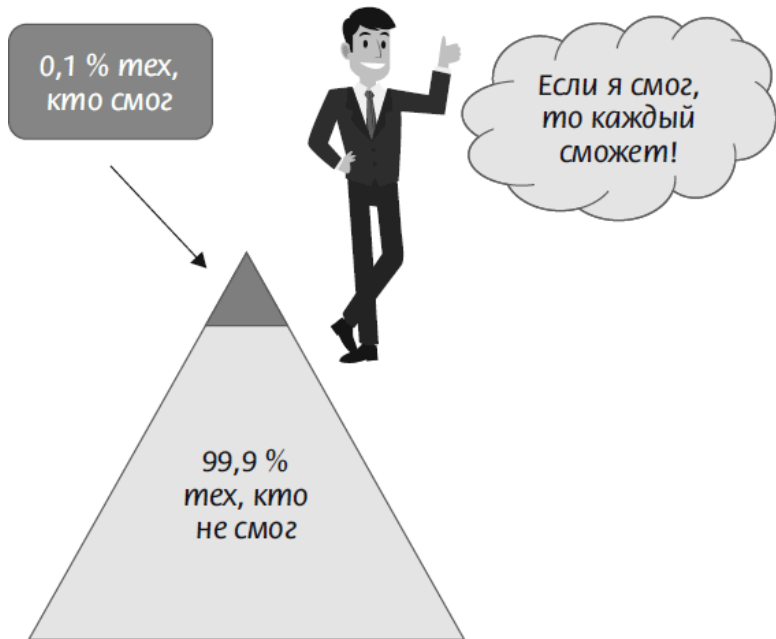 0,1 % тех,
кто смог
Если я смог,
то каждый
сможет!
99,9 %
тех, кто
не смог